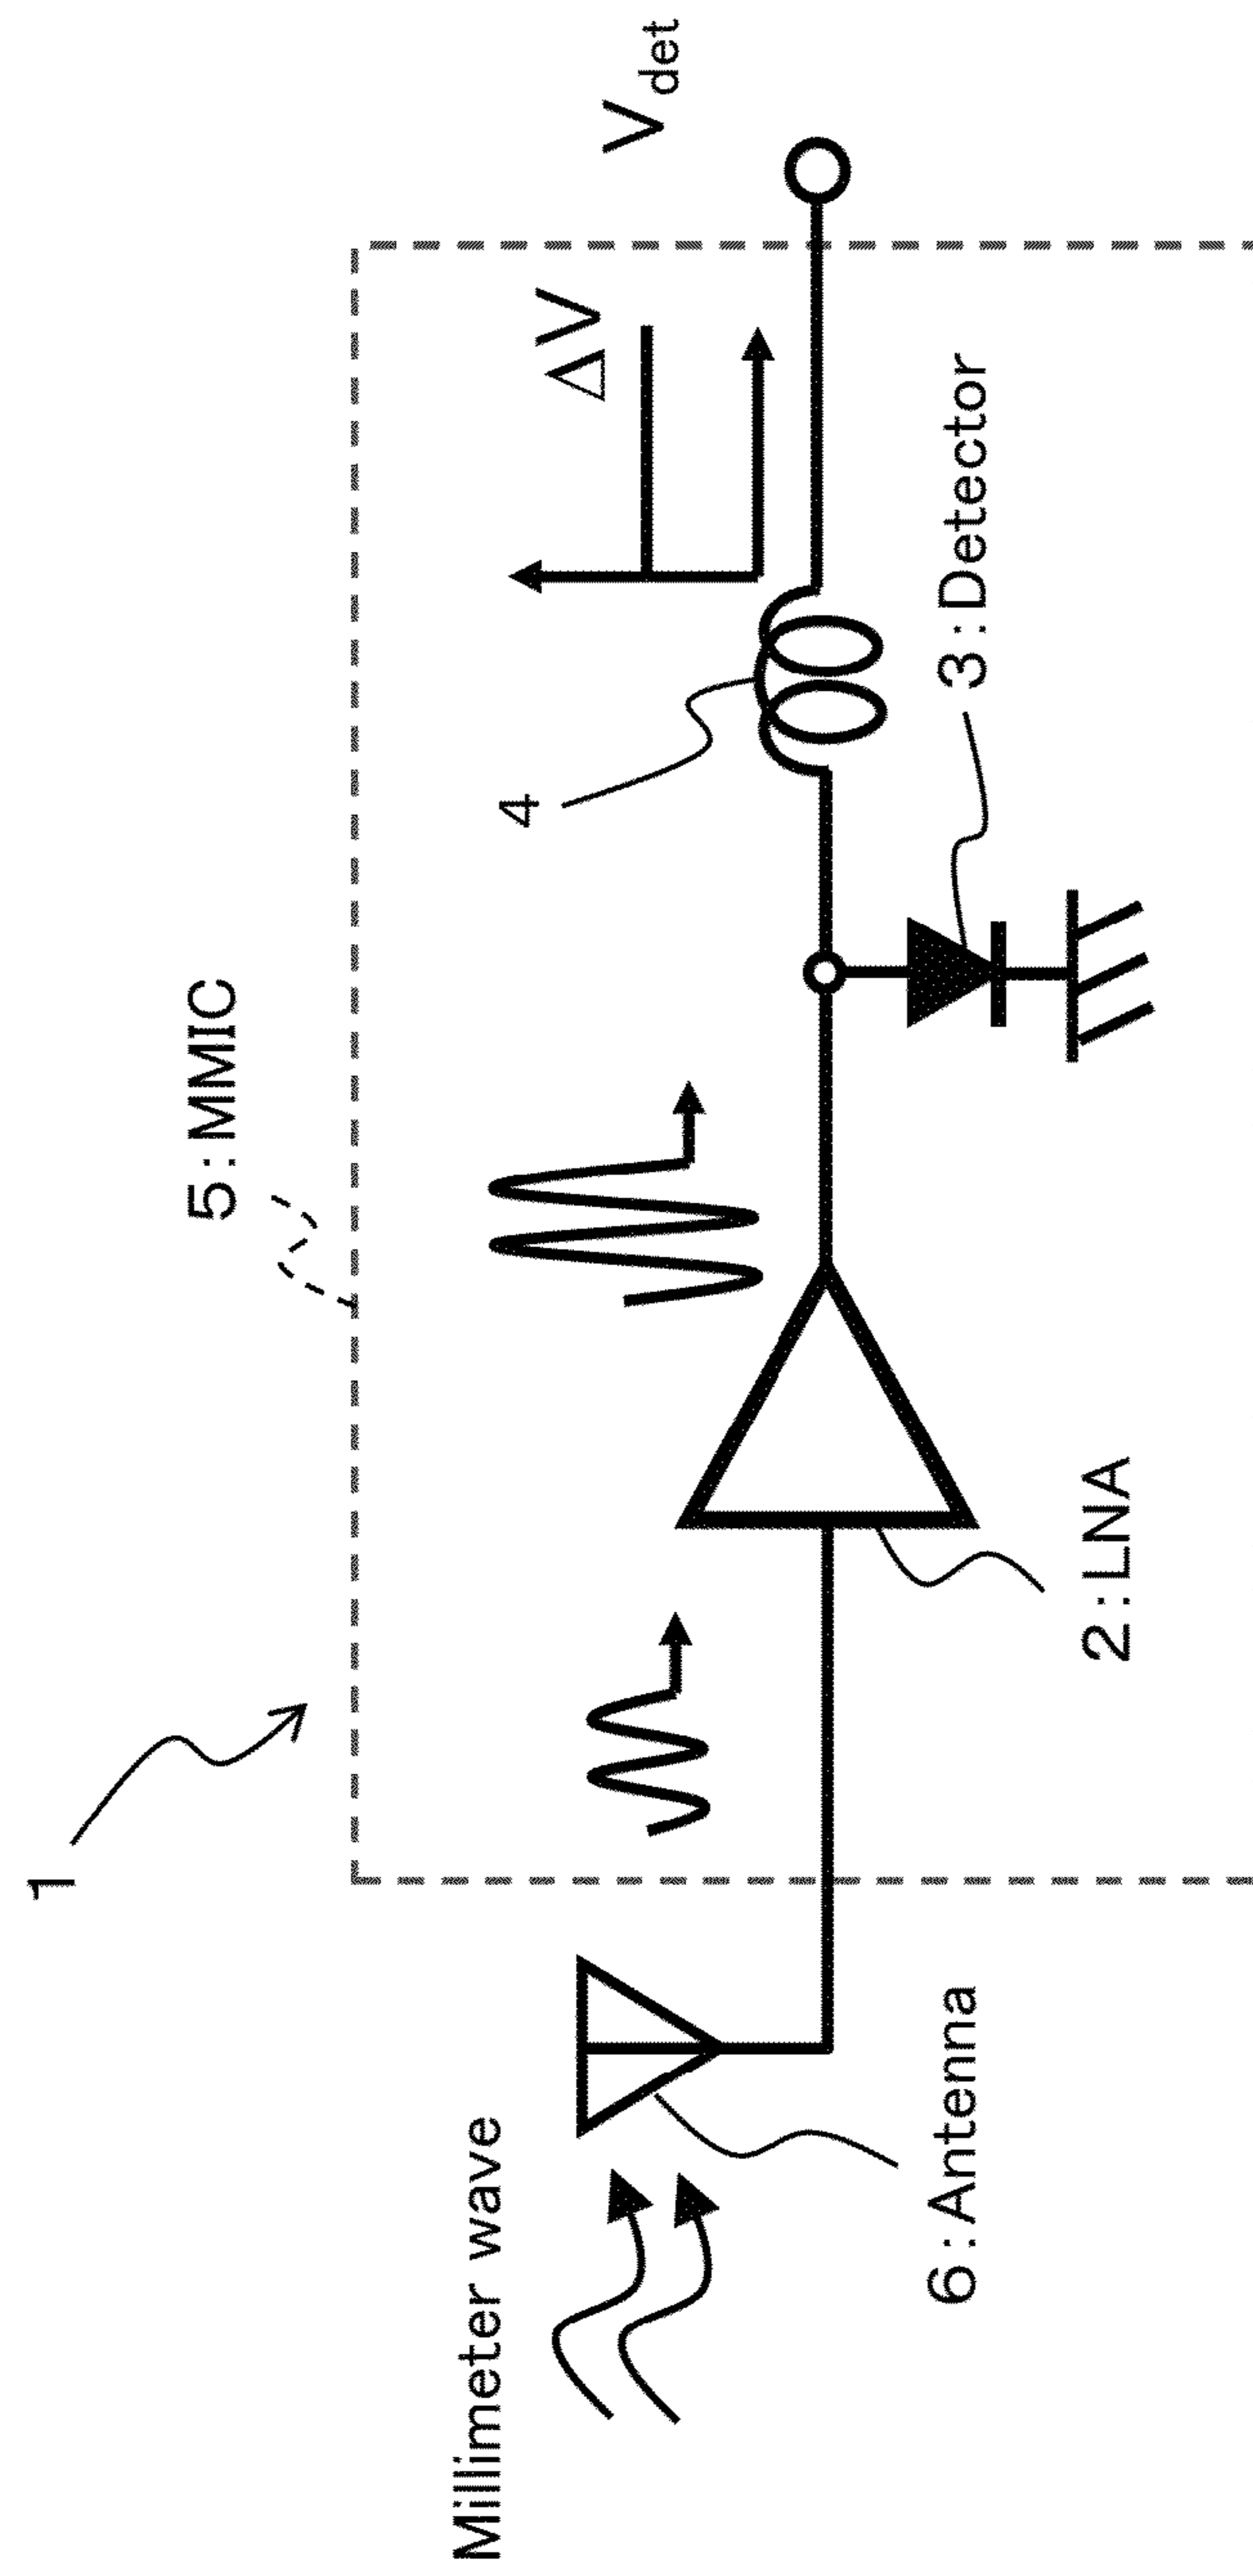 1
5:MMIC
Millimeter wave
4
ΔV
Vdet
6:Antenna
2:LNA
3:Detector